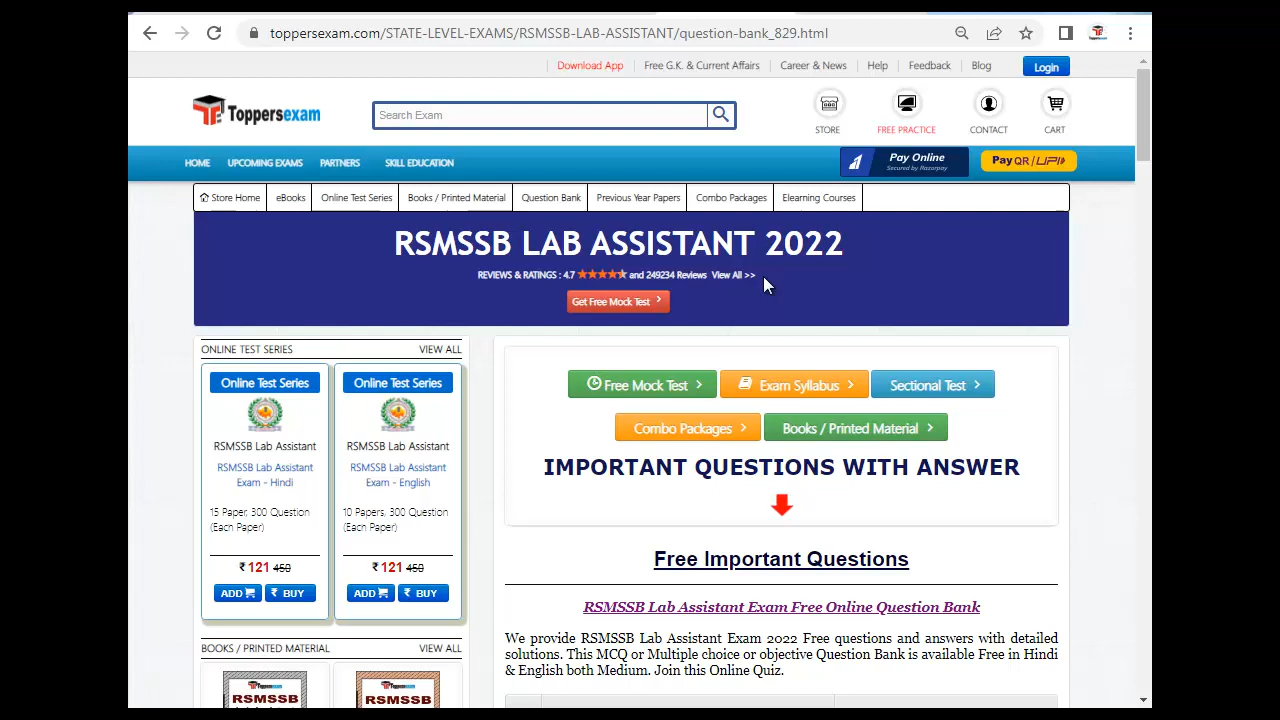 toppersexam.com/STATE-LEVEL-EXAMS/RSMSSB-LAB-ASSISTANT/question-bank_829.html
Download App Free G.K. & Current Affairs Career & News Help Feedback Blog Login
Toppersexam
Search Exam
STORE FREE PRACTICE CONTACT CART
HOME UPCOMING EXAMS PARTNERS SKILL EDUCATION
Pay Online
Secured by Razorpay
Pay QR/UPI
Store Home eBooks Online Test Series Books / Printed Material Question Bank Previous Year Papers Combo Packages Elearning Courses
RSMSSB LAB ASSISTANT 2022
REVIEWS & RATINGS : 4.7 and 249234 Reviews View All >>
Get Free Mock Test
ONLINE TEST SERIES VIEW ALL
Online Test Series
RSMSSB Lab Assistant
RSMSSB Lab Assistant
Exam - Hindi
15 Paper, 300 Question
(Each Paper)
₹ 121 450
ADD ₹ BUY
Online Test Series
RSMSSB Lab Assistant
RSMSSB Lab Assistant
Exam - English
10 Papers, 300 Question
(Each Paper)
₹ 121 450
ADD ₹ BUY
BOOKS / PRINTED MATERIAL VIEW ALL
Toppersexam
RSMSSB
Toppersexam
RSMSSB
Free Mock Test Exam Syllabus Sectional Test
Combo Packages Books / Printed Material
IMPORTANT QUESTIONS WITH ANSWER
Free Important Questions
RSMSSB Lab Assistant Exam Free Online Question Bank
We provide RSMSSB Lab Assistant Exam 2022 Free questions and answers with detailed
solutions. This MCQ or Multiple choice or objective Question Bank is available Free in Hindi
& English both Medium. Join this Online Quiz.